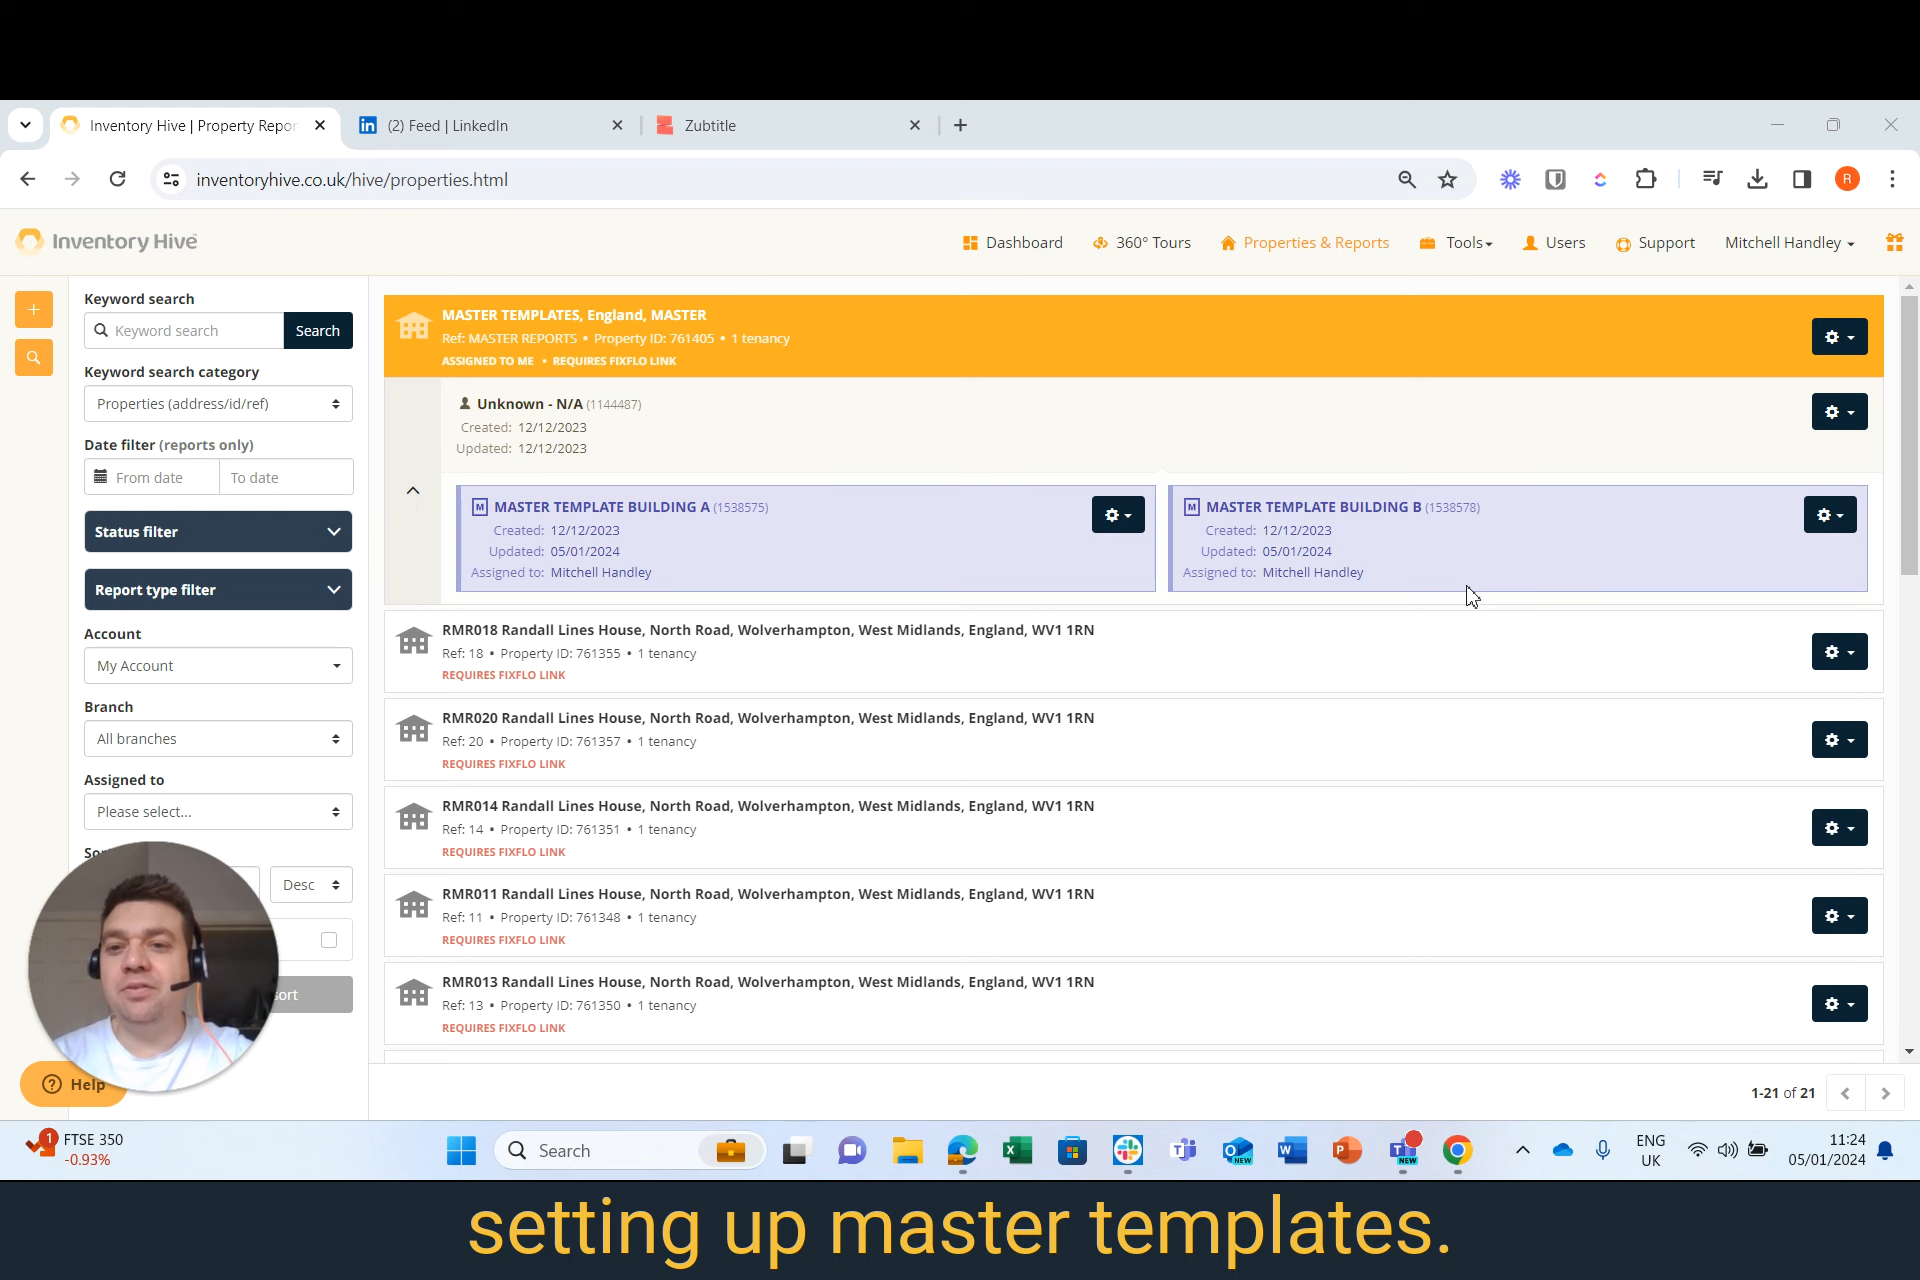 Inventory Hive | Property Repor
(2) Feed | LinkedIn
Zubtitle
inventoryhive.co.uk/hive/properties.html
R
Inventory Hive
Dashboard
360° Tours
Properties & Reports
Tools
Users
Support
Mitchell Handley
Keyword search
Keyword search
Search
Keyword search category
Properties (address/id/ref)
Date filter (reports only)
From date
To date
Status filter
Report type filter
Account
My Account
Branch
All branches
Assigned to
Please select...
Desc
Help
MASTER TEMPLATES, England, MASTER
Ref: MASTER REPORTS • Property ID: 761405 • 1 tenancy
ASSIGNED TO ME • REQUIRES FIXFLO LINK
Unknown - N/A (1144487)
Created: 12/12/2023
Updated: 12/12/2023
M MASTER TEMPLATE BUILDING A (1538575)
Created: 12/12/2023
Updated: 05/01/2024
Assigned to: Mitchell Handley
M MASTER TEMPLATE BUILDING B (1538578)
Created: 12/12/2023
Updated: 05/01/2024
Assigned to: Mitchell Handley
RMR018 Randall Lines House, North Road, Wolverhampton, West Midlands, England, WV1 1RN
Ref: 18 • Property ID: 761355 • 1 tenancy
REQUIRES FIXFLO LINK
RMR020 Randall Lines House, North Road, Wolverhampton, West Midlands, England, WV1 1RN
Ref: 20 • Property ID: 761357 • 1 tenancy
REQUIRES FIXFLO LINK
RMR014 Randall Lines House, North Road, Wolverhampton, West Midlands, England, WV1 1RN
Ref: 14 • Property ID: 761351 • 1 tenancy
REQUIRES FIXFLO LINK
RMR011 Randall Lines House, North Road, Wolverhampton, West Midlands, England, WV1 1RN
Ref: 11 • Property ID: 761348 • 1 tenancy
REQUIRES FIXFLO LINK
RMR013 Randall Lines House, North Road, Wolverhampton, West Midlands, England, WV1 1RN
Ref: 13 • Property ID: 761350 • 1 tenancy
REQUIRES FIXFLO LINK
1-21 of 21
1
FTSE 350
-0.93%
Search
NEW
NEW
ENG
UK
11:24
05/01/2024
setting up master templates.